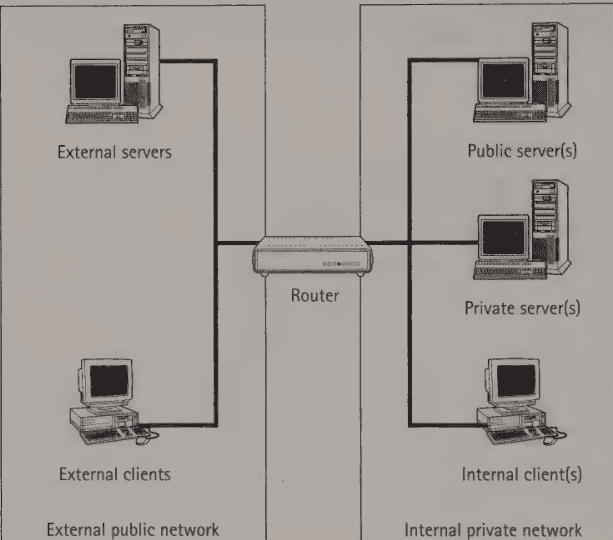 External servers
Public server(s)
Router
Private server(s)
External clients
Internal client(s)
External public network
Internal private network